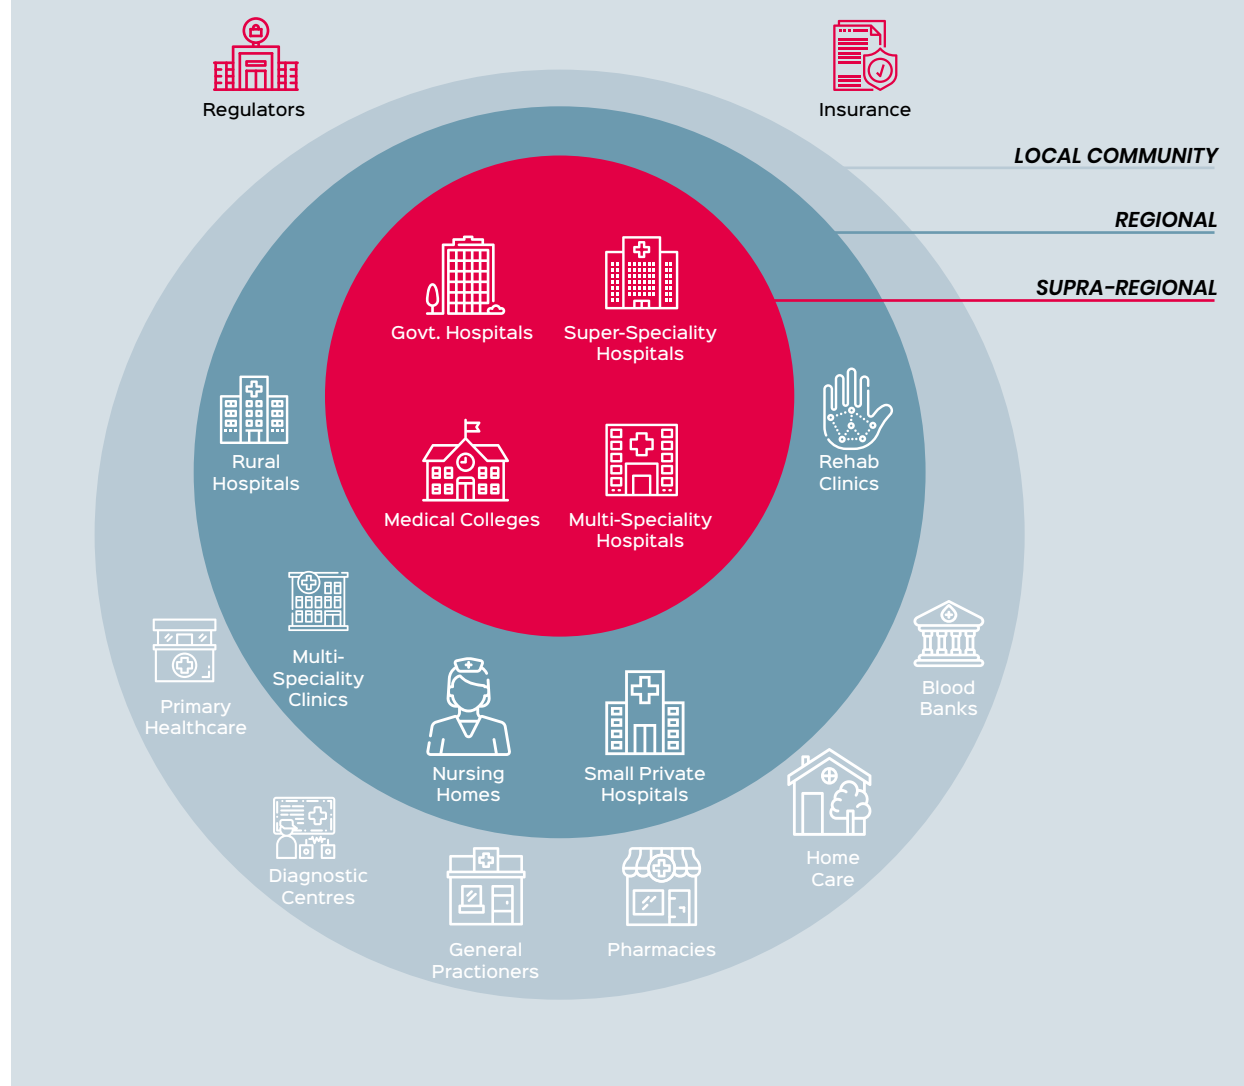 Regulators
Insurance
LOCAL COMMUNITY
REGIONAL
SUPRA-REGIONAL
Govt. Hospitals
Super-Speciality
Hospitals
Rural
Hospitals
Rehab
Clinics
Medical Colleges
Multi-Speciality
Hospitals
Multi-
Speciality
Clinics
Primary
Healthcare
Blood
Banks
Nursing
Homes
Small Private
Hospitals
Home
Care
Diagnostic
Centres
General
Practioners
Pharmacies